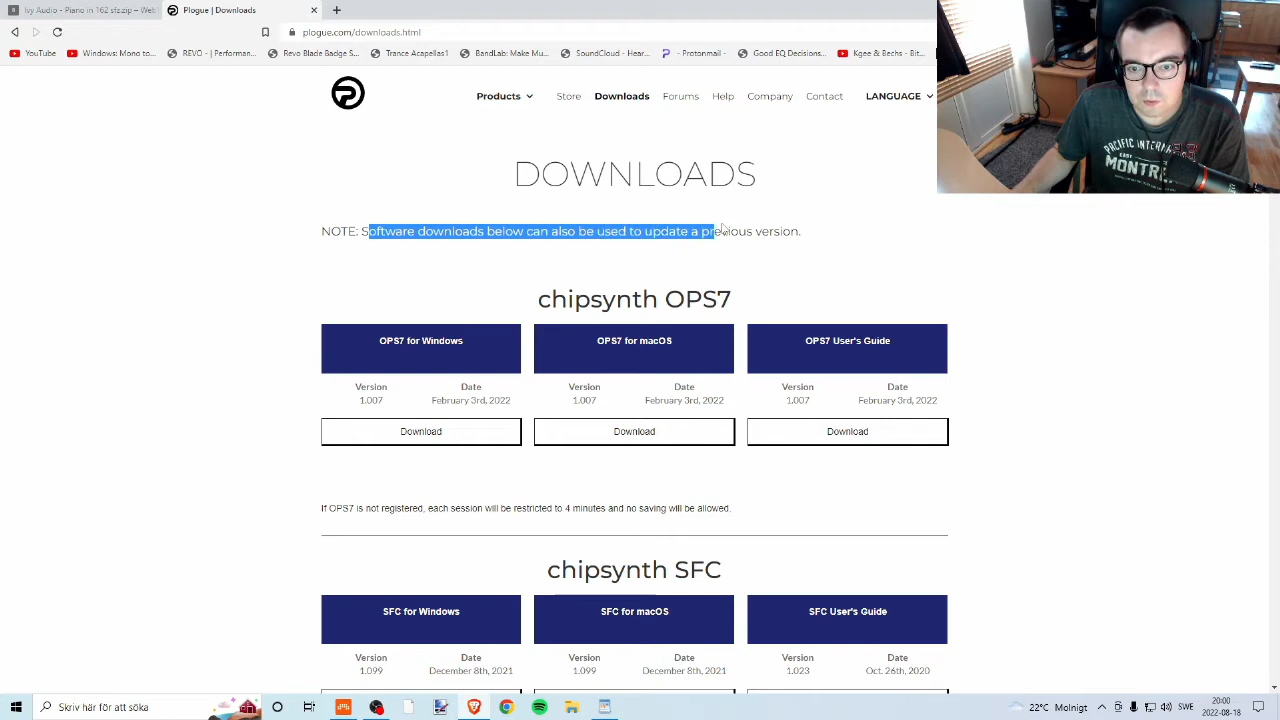 Ivy Audio - Piano in 162 sfz.zip -- Wel
Plogue | Downloads
plogue.com/downloads.html
YouTube
Windows: Mono to...
REVO | Performan...
Revo Blade Badge of...
Trance Acapellas1
BandLab: Make Mu...
SoundCloud - Hear...
- Protonmail -
Good EQ Decisions...
Kgee & Bechs - Bit...
Products
Store
Downloads
Forums
Help
Company
Contact
LANGUAGE
PACIFIC INTERN
EAST
MONTR
DOWNLOADS
NOTE: Software downloads below can also be used to update a previous version.
chipsynth OPS7
OPS7 for Windows
OPS7 for macOS
OPS7 User's Guide
Version Date Version Date Version Date
1.007 February 3rd, 2022 1.007 February 3rd, 2022 1.007 February 3rd, 2022
Download
Download
Download
If OPS7 is not registered, each session will be restricted to 4 minutes and no saving will be allowed.
chipsynth SFC
SFC for Windows
SFC for macOS
SFC User's Guide
Version Date Version Date Version Date
1.099 December 8th, 2021 1.099 December 8th, 2021 1.023 Oct. 26th, 2020
Skriv här för att söka
22°C Molnigt
SWE
20:00
2022-08-18